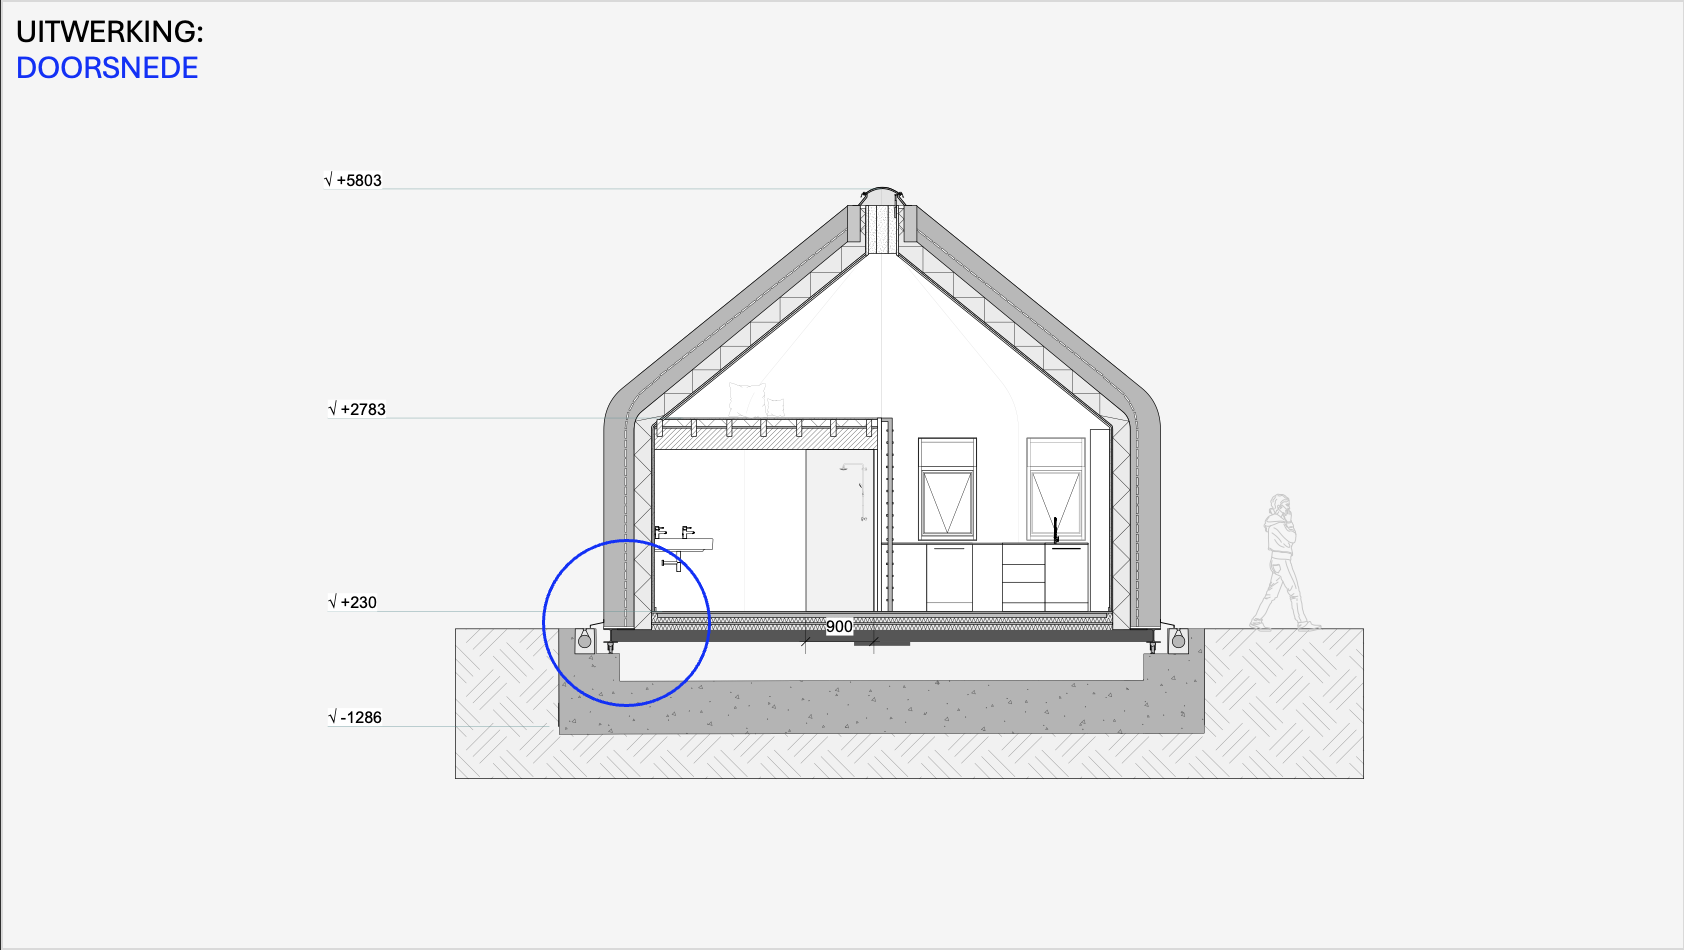 UITWERKING:
DOORSNEDE
√ +5803
√ +2783
√ +230
900
√ -1286